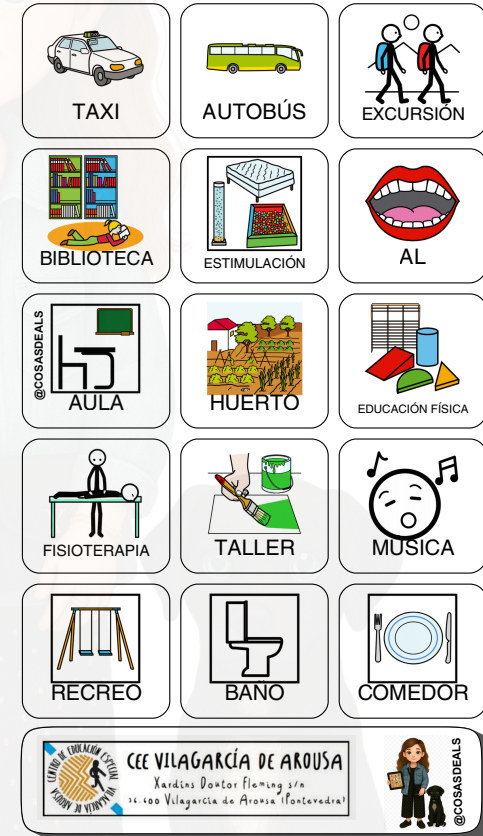 TAXI
AUTOBÚS
EXCURSIÓN
BIBLIOTECA
ESTIMULACIÓN
AL
@COSASDEALS
AULA
HUERTO
EDUCACIÓN FÍSICA
FISIOTERAPIA
TALLER
MÚSICA
RECREO
BAÑO
COMEDOR
CENTRO DE EDUCACIÓN ESPECIAL
VILAGARCÍA DE AROUSA
CEE VILAGARCÍA DE AROUSA
Xardins Doutor Fleming s/n
36.600 Vilagarcía de Arousa (Pontevedra)
@COSASDEALS